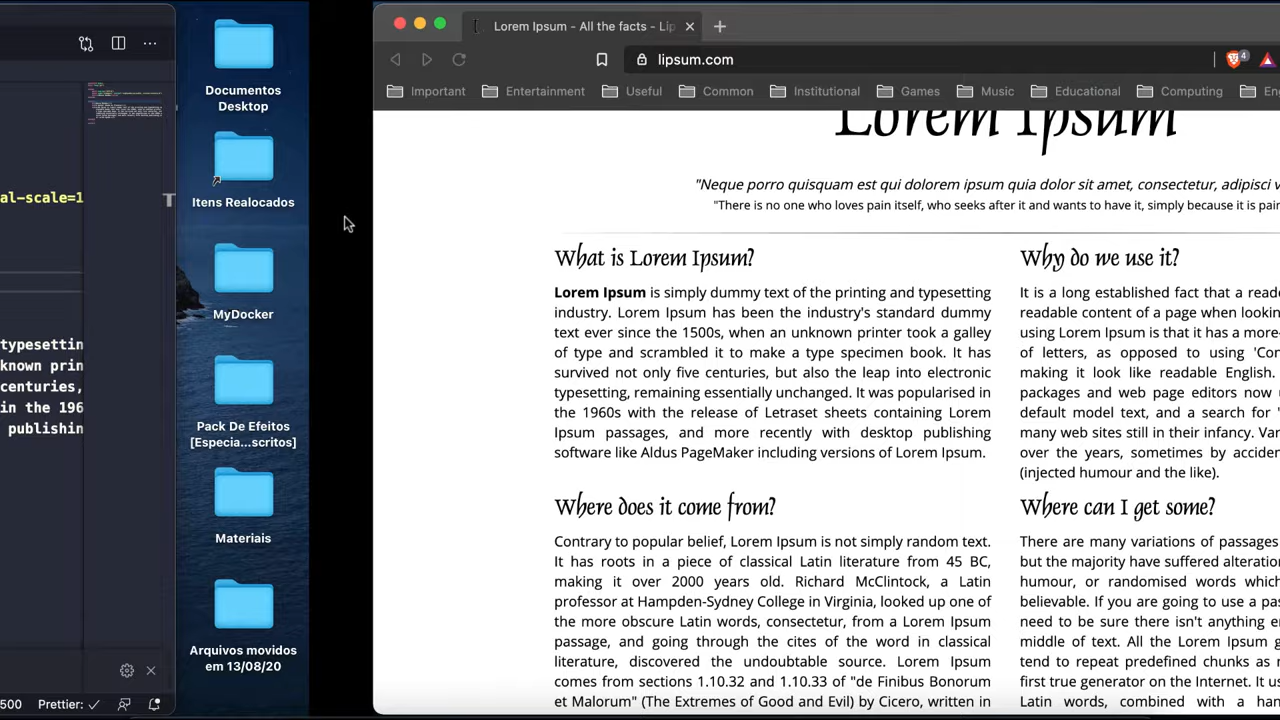 al-scale=1
typesettin
known prin
centuries,
in the 196
publishin
500
Prettier:
Documentos
Desktop
Itens Realocados
MyDocker
Pack De Efeitos
[Especia...scritos]
Materiais
Arquivos movidos
em 13/08/20
Lorem Ipsum - All the facts - Lip
lipsum.com
4
Important
Entertainment
Useful
Common
Institutional
Games
Music
Educational
Computing
Eng
Lorem Ipsum
"Neque porro quisquam est qui dolorem ipsum quia dolor sit amet, consectetur, adipisci v
"There is no one who loves pain itself, who seeks after it and wants to have it, simply because it is pain
What is Lorem Ipsum?
Lorem Ipsum is simply dummy text of the printing and typesetting
industry. Lorem Ipsum has been the industry's standard dummy
text ever since the 1500s, when an unknown printer took a galley
of type and scrambled it to make a type specimen book. It has
survived not only five centuries, but also the leap into electronic
typesetting, remaining essentially unchanged. It was popularised in
the 1960s with the release of Letraset sheets containing Lorem
Ipsum passages, and more recently with desktop publishing
software like Aldus PageMaker including versions of Lorem Ipsum.
Where does it come from?
Contrary to popular belief, Lorem Ipsum is not simply random text.
It has roots in a piece of classical Latin literature from 45 BC,
making it over 2000 years old. Richard McClintock, a Latin
professor at Hampden-Sydney College in Virginia, looked up one of
the more obscure Latin words, consectetur, from a Lorem Ipsum
passage, and going through the cites of the word in classical
literature, discovered the undoubtable source. Lorem Ipsum
comes from sections 1.10.32 and 1.10.33 of "de Finibus Bonorum
et Malorum" (The Extremes of Good and Evil) by Cicero, written in
Why do we use it?
It is a long established fact that a reade
readable content of a page when lookin
using Lorem Ipsum is that it has a more
of letters, as opposed to using 'Con
making it look like readable English.
packages and web page editors now u
default model text, and a search for '
many web sites still in their infancy. Var
over the years, sometimes by acciden
(injected humour and the like).
Where can I get some?
There are many variations of passages
but the majority have suffered alteration
humour, or randomised words which
believable. If you are going to use a pas
need to be sure there isn't anything em
middle of text. All the Lorem Ipsum g
tend to repeat predefined chunks as n
first true generator on the Internet. It us
Latin words, combined with a han